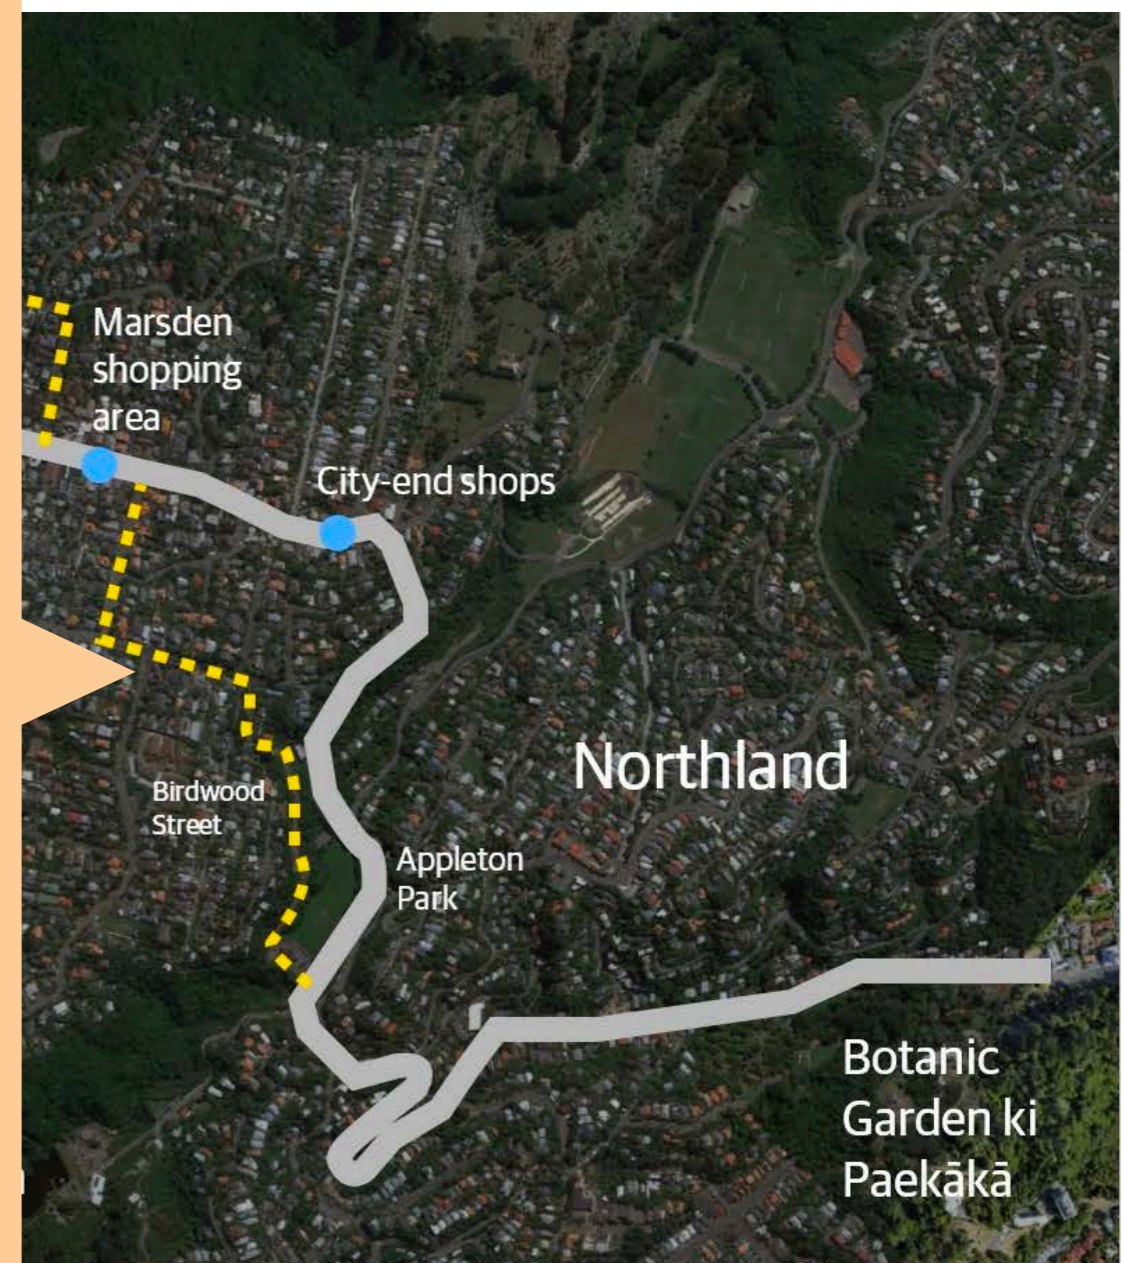 Marsden
shopping
area
City-end shops
Northland
Birdwood
Street
Appleton
Park
Botanic
Garden ki
Paekākā